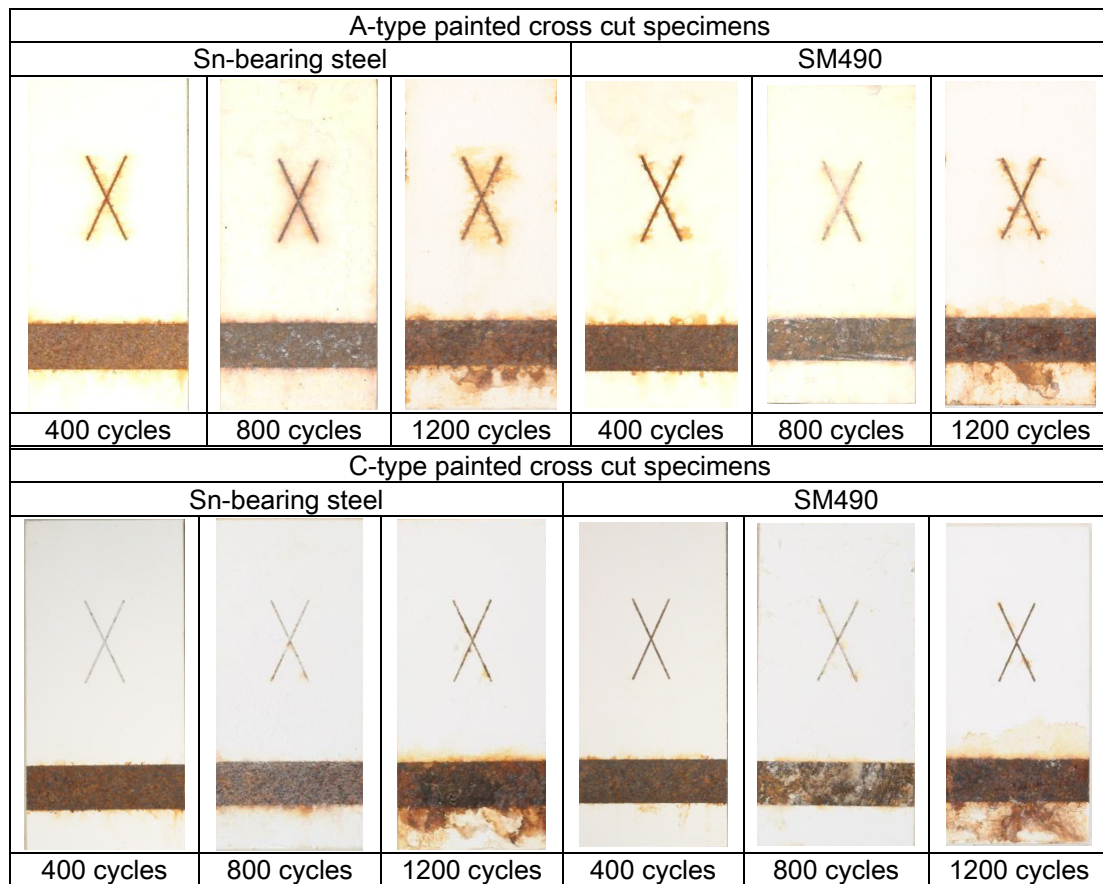 A-type painted cross cut specimens
Sn-bearing steel SM490
400 cycles 800 cycles 1200 cycles 400 cycles 800 cycles 1200 cycles
C-type painted cross cut specimens
Sn-bearing steel SM490
400 cycles 800 cycles 1200 cycles 400 cycles 800 cycles 1200 cycles